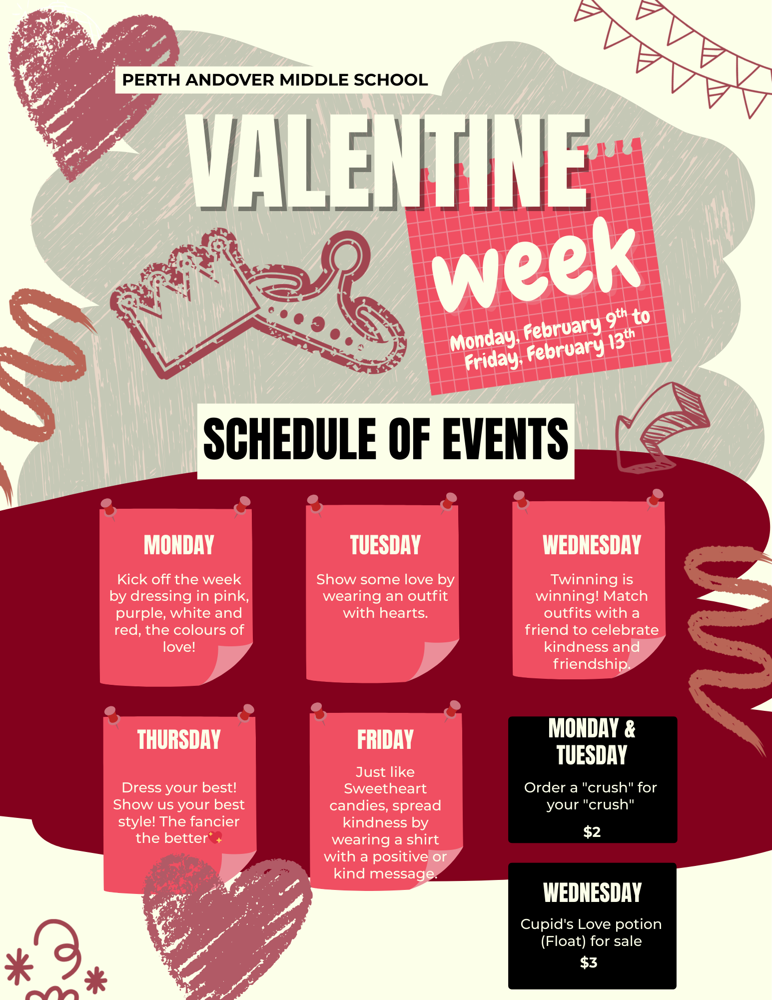 PERTH ANDOVER MIDDLE SCHOOL
VALENTINE
week
Monday, February 9th to
Friday, February 13th
SCHEDULE OF EVENTS
MONDAY
Kick off the week
by dressing in pink,
purple, white and
red, the colours of
love!
TUESDAY
Show some love by
wearing an outfit
with hearts.
WEDNESDAY
Twinning is
winning! Match
outfits with a
friend to celebrate
kindness and
friendship.
THURSDAY
Dress your best!
Show us your best
style! The fancier
the better💖
FRIDAY
Just like
Sweetheart
candies, spread
kindness by
wearing a shirt
with a positive or
kind message.
MONDAY &
TUESDAY
Order a "crush" for
your "crush"
$2
WEDNESDAY
Cupid's Love potion
(Float) for sale
$3